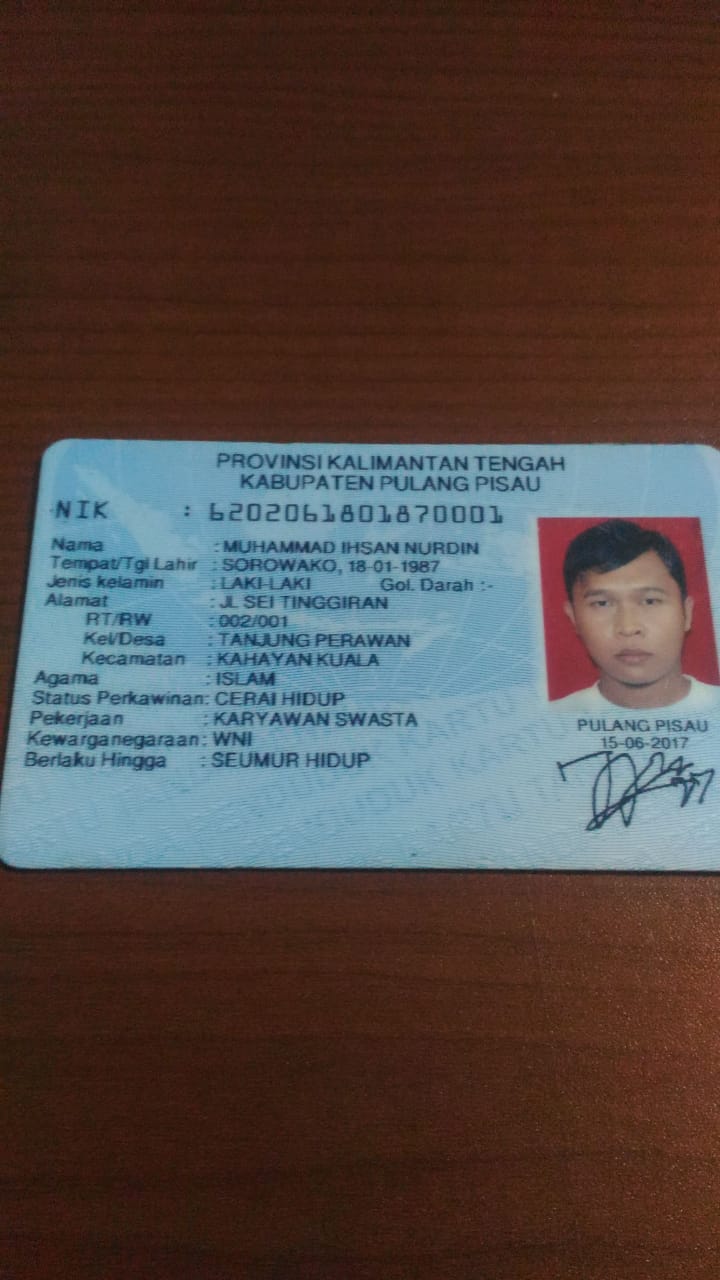 PROVINSI KALIMANTAN TENGAH
KABUPATEN PULANG PISAU
NIK : 6202061801870001
Nama : MUHAMMAD IHSAN NURDIN
Tempat/Tgl Lahir : SOROWAKO, 18-01-1987
Jenis kelamin : LAKI-LAKI Gol. Darah :-
Alamat : JL SEI TINGGIRAN
RT/RW : 002/001
Kel/Desa : TANJUNG PERAWAN
Kecamatan : KAHAYAN KUALA
Agama : ISLAM
Status Perkawinan: CERAI HIDUP
Pekerjaan : KARYAWAN SWASTA
Kewarganegaraan: WNI
Berlaku Hingga : SEUMUR HIDUP
PULANG PISAU
15-06-2017